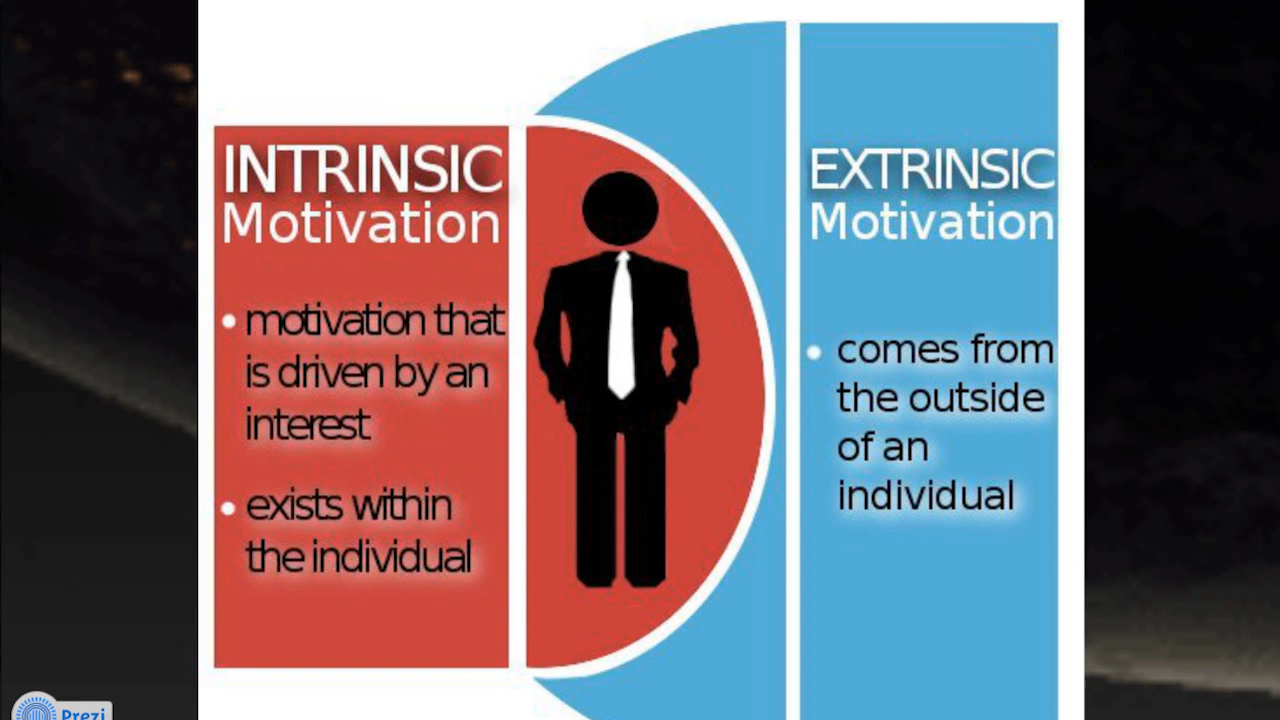 INTRINSIC
Motivation
• motivation that
is driven by an
interest
• exists within
the individual
EXTRINSIC
Motivation
• comes from
the outside
of an
individual
Prezi